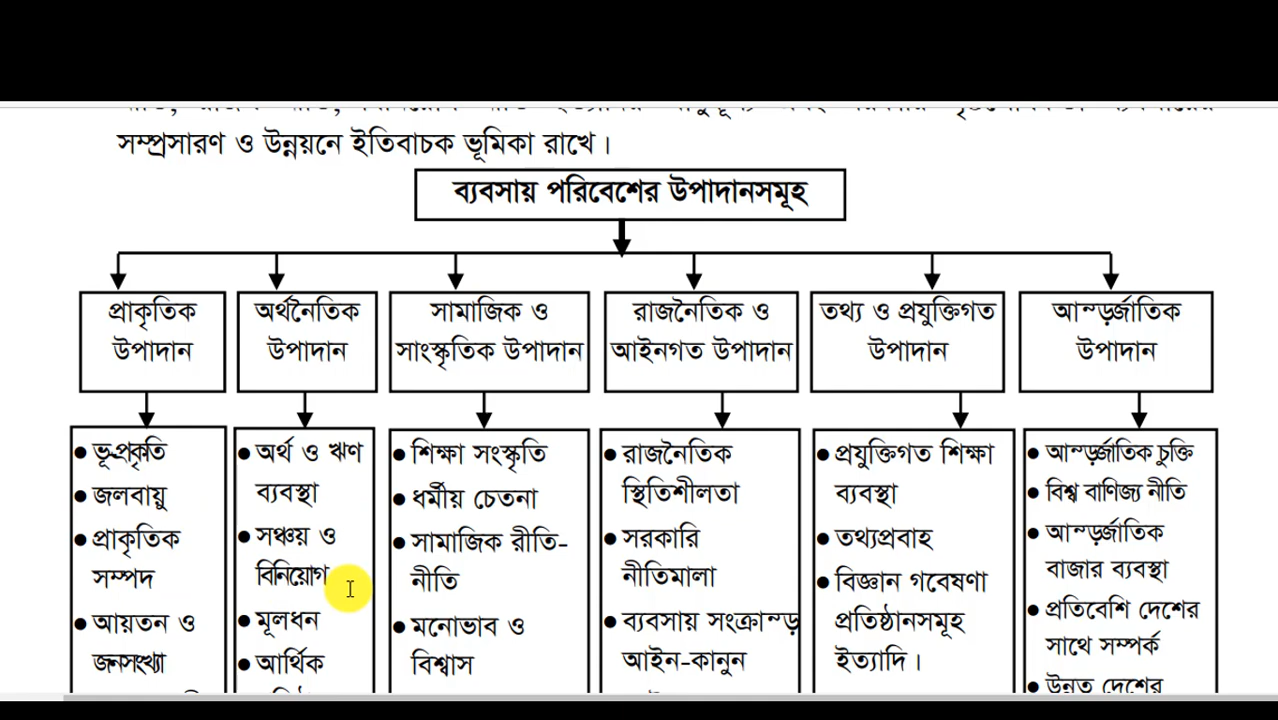 সম্প্রসারণ ও উন্নয়নে ইতিবাচক ভূমিকা রাখে।
ব্যবসায় পরিবেশের উপাদানসমূহ
প্রাকৃতিক
উপাদান
অর্থনৈতিক
উপাদান
সামাজিক ও
সাংস্কৃতিক উপাদান
রাজনৈতিক ও
আইনগত উপাদান
তথ্য ও প্রযুক্তিগত
উপাদান
আন্ড়র্জাতিক
উপাদান
● ভূ-প্রকৃতি
● জলবায়ু
● প্রাকৃতিক
সম্পদ
● আয়তন ও
জনসংখ্যা
● অর্থ ও ঋণ
ব্যবস্থা
● সঞ্চয় ও
বিনিয়োগ
● মূলধন
● আর্থিক
● শিক্ষা সংস্কৃতি
● ধর্মীয় চেতনা
● সামাজিক রীতি-
নীতি
● মনোভাব ও
বিশ্বাস
● রাজনৈতিক
স্থিতিশীলতা
● সরকারি
নীতিমালা
● ব্যবসায় সংক্রান্ড়
আইন-কানুন
● প্রযুক্তিগত শিক্ষা
ব্যবস্থা
● তথ্যপ্রবাহ
● বিজ্ঞান গবেষণা
প্রতিষ্ঠানসমূহ
ইত্যাদি।
● আন্ড়র্জাতিক চুক্তি
● বিশ্ব বাণিজ্য নীতি
● আন্ড়র্জাতিক
বাজার ব্যবস্থা
● প্রতিবেশি দেশের
সাথে সম্পর্ক
● উন্নত দেশের